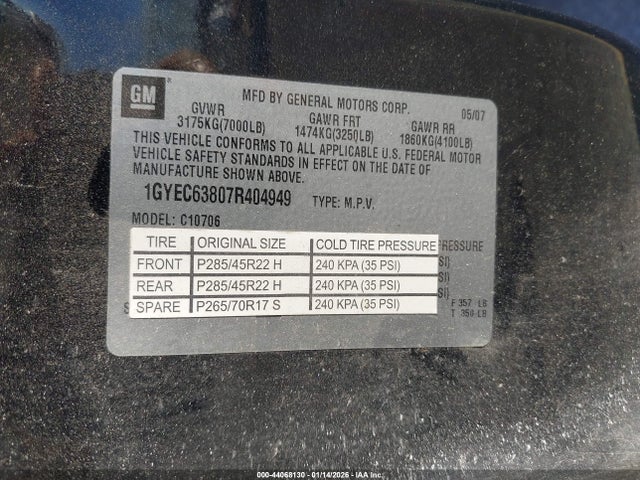 GM
®
MFD BY GENERAL MOTORS CORP. 05/07
GVWR GAWR FRT GAWR RR
3175KG(7000LB) 1474KG(3250LB) 1860KG(4100LB)
THIS VEHICLE CONFORMS TO ALL APPLICABLE U.S. FEDERAL MOTOR
VEHICLE SAFETY STANDARDS IN EFFECT ON THE DATE OF
MANUFACTURE SHOWN ABOVE.
1GYEC63807R404949 TYPE: M.P.V.
MODEL: C10706
TIRE ORIGINAL SIZE COLD TIRE PRESSURE
FRONT P285/45R22 H 240 KPA (35 PSI)
REAR P285/45R22 H 240 KPA (35 PSI)
SPARE P265/70R17 S 240 KPA (35 PSI)
F 357 LB
T 350 LB
000-44068130 - 01/14/2026 - IAA Inc.